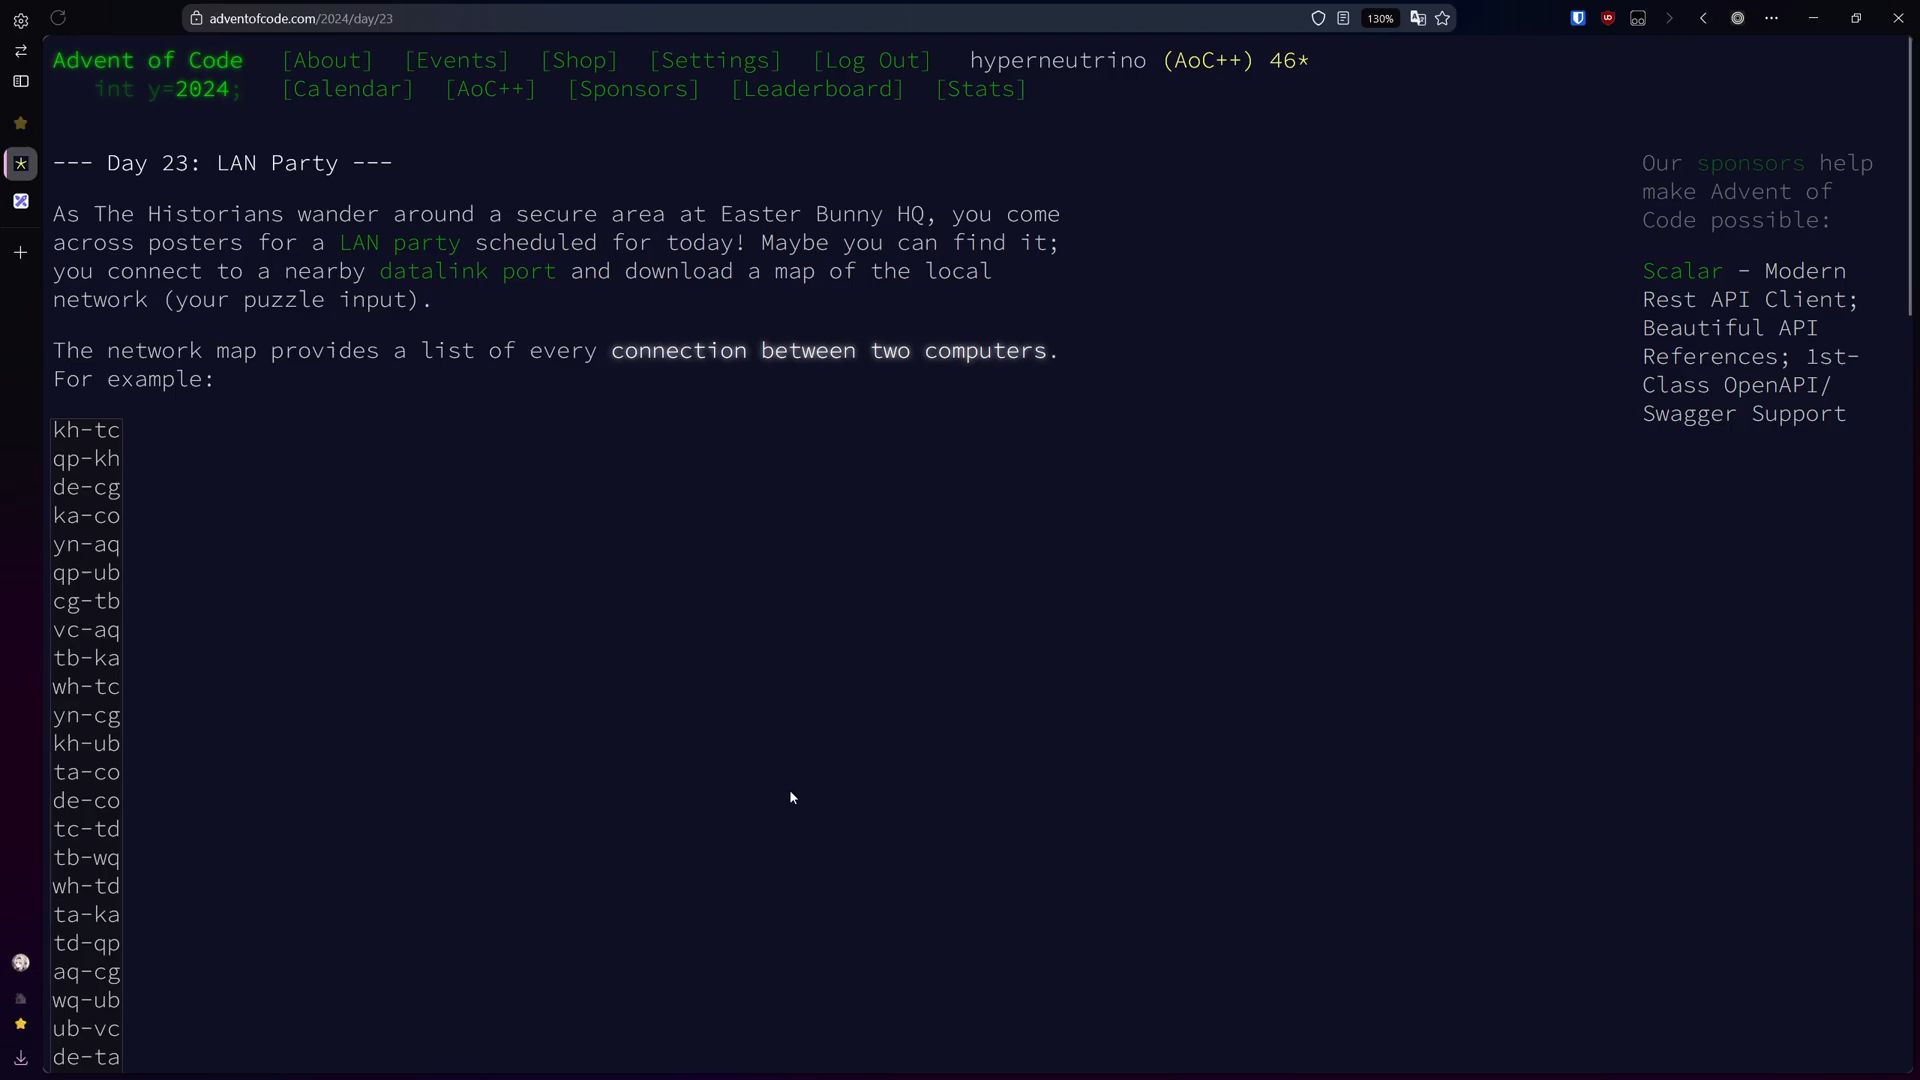 adventofcode.com/2024/day/23
130%
Advent of Code [About] [Events] [Shop] [Settings] [Log Out] hyperneutrino (AoC++) 46*
int y=2024; [Calendar] [AoC++] [Sponsors] [Leaderboard] [Stats]
--- Day 23: LAN Party ---
As The Historians wander around a secure area at Easter Bunny HQ, you come
across posters for a LAN party scheduled for today! Maybe you can find it;
you connect to a nearby datalink port and download a map of the local
network (your puzzle input).
The network map provides a list of every connection between two computers.
For example:
kh-tc
qp-kh
de-cg
ka-co
yn-aq
qp-ub
cg-tb
vc-aq
tb-ka
wh-tc
yn-cg
kh-ub
ta-co
de-co
tc-td
tb-wq
wh-td
ta-ka
td-qp
aq-cg
wq-ub
ub-vc
de-ta
Our sponsors help
make Advent of
Code possible:
Scalar - Modern
Rest API Client;
Beautiful API
References; 1st-
Class OpenAPI/
Swagger Support